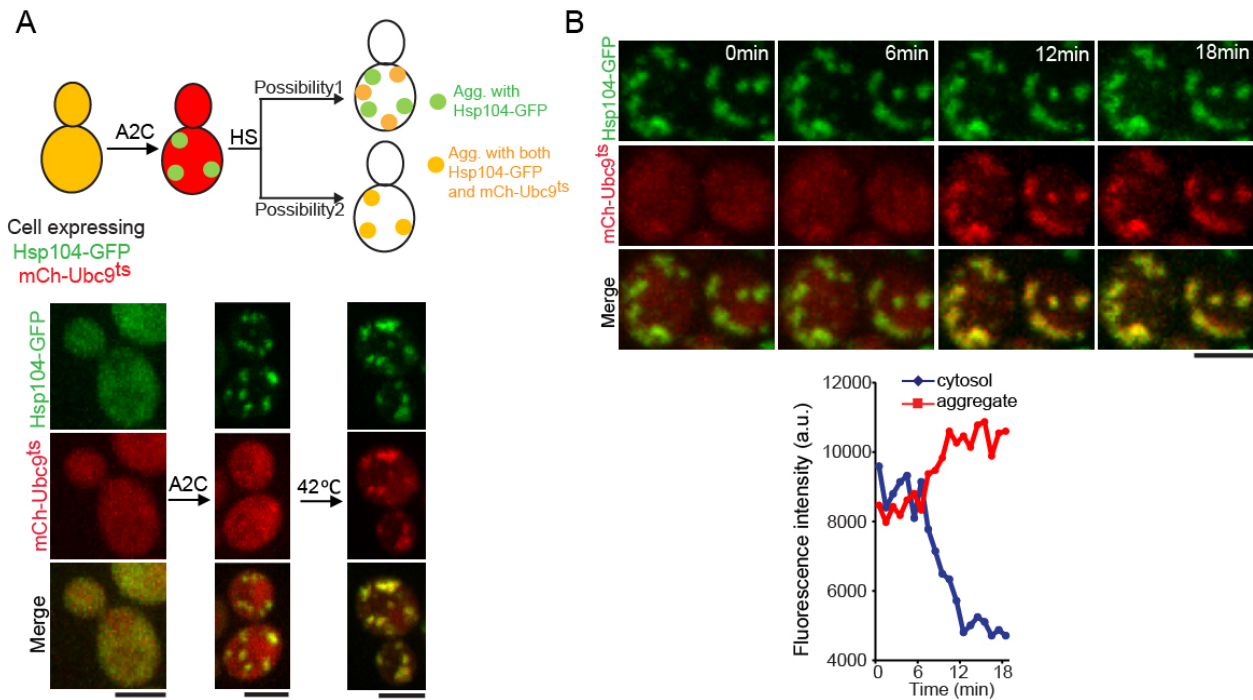 A
A2C
HS
Possibility1
Possibility2
Agg. with
Hsp104-GFP
Agg. with both
Hsp104-GFP
and mCh-Ubc9ts
Cell expressing
Hsp104-GFP
mCh-Ubc9ts
Hsp104-GFP
mCh-Ubc9ts
Merge
A2C
42 ºC
B
0min
6min
12min
18min
Hsp104-GFP
mCh-Ubc9ts
Merge
cytosol
aggregate
Fluorescence intensity (a.u.)
12000
10000
8000
6000
4000
0
6
12
18
Time (min)